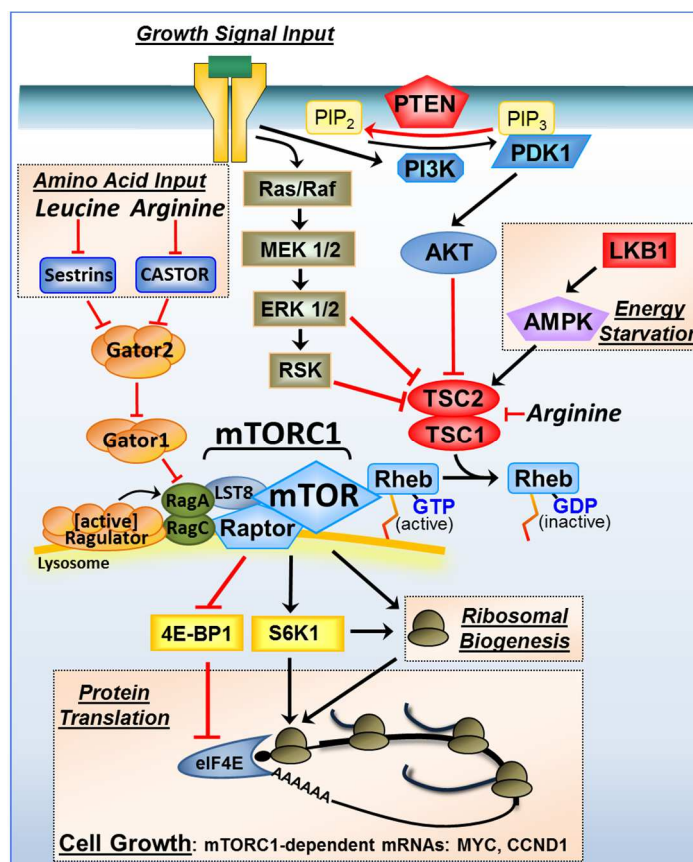 Growth Signal Input
PTEN
PIP2
PIP3
PI3K
PDK1
Amino Acid Input
Leucine Arginine
Sestrins
CASTOR
Gator2
Gator1
Ras/Raf
MEK 1/2
ERK 1/2
RSK
AKT
LKB1
AMPK
Energy
Starvation
TSC2
TSC1
Arginine
mTORC1
RagA
LST8
mTOR
Rheb
GTP
(active)
Rheb
GDP
(inactive)
[active]
Ragulator
RagC
Raptor
Lysosome
4E-BP1
S6K1
Ribosomal
Biogenesis
Protein
Translation
eIF4E
AAAAAA
Cell Growth: mTORC1-dependent mRNAs: MYC, CCND1